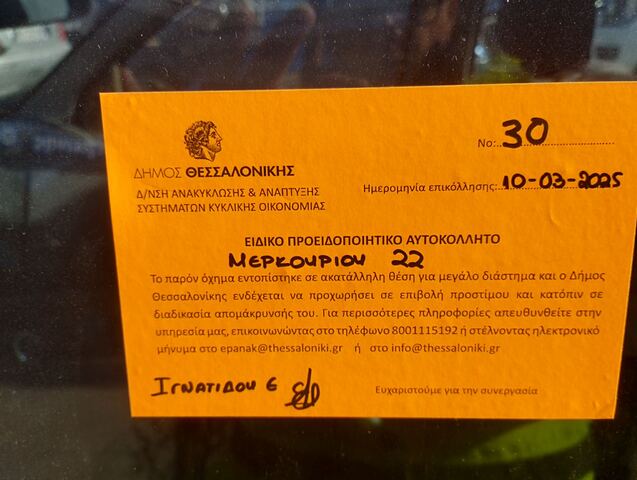 Νο: 30
ΔΗΜΟΣ ΘΕΣΣΑΛΟΝΙΚΗΣ
Δ/ΝΣΗ ΑΝΑΚΥΚΛΩΣΗΣ & ΑΝΑΠΤΥΞΗΣ
ΣΥΣΤΗΜΑΤΩΝ ΚΥΚΛΙΚΗΣ ΟΙΚΟΝΟΜΙΑΣ
Ημερομηνία επικόλλησης: 10-03-2025
ΕΙΔΙΚΟ ΠΡΟΕΙΔΟΠΟΙΗΤΙΚΟ ΑΥΤΟΚΟΛΛΗΤΟ
ΜΕΡΚΟΥΡΙΟΥ 22
Το παρόν όχημα εντοπίστηκε σε ακατάλληλη θέση για μεγάλο διάστημα και ο Δήμος
Θεσσαλονίκης ενδέχεται να προχωρήσει σε επιβολή προστίμου και κατόπιν σε
διαδικασία απομάκρυνσής του. Για περισσότερες πληροφορίες απευθυνθείτε στην
υπηρεσία μας, επικοινωνώντας στο τηλέφωνο 8001115192 ή στέλνοντας ηλεκτρονικό
μήνυμα στο epanak@thessaloniki.gr ή στο info@thessaloniki.gr
ΙΓΝΑΤΙΔΟΥ Ε
Ευχαριστούμε για την συνεργασία